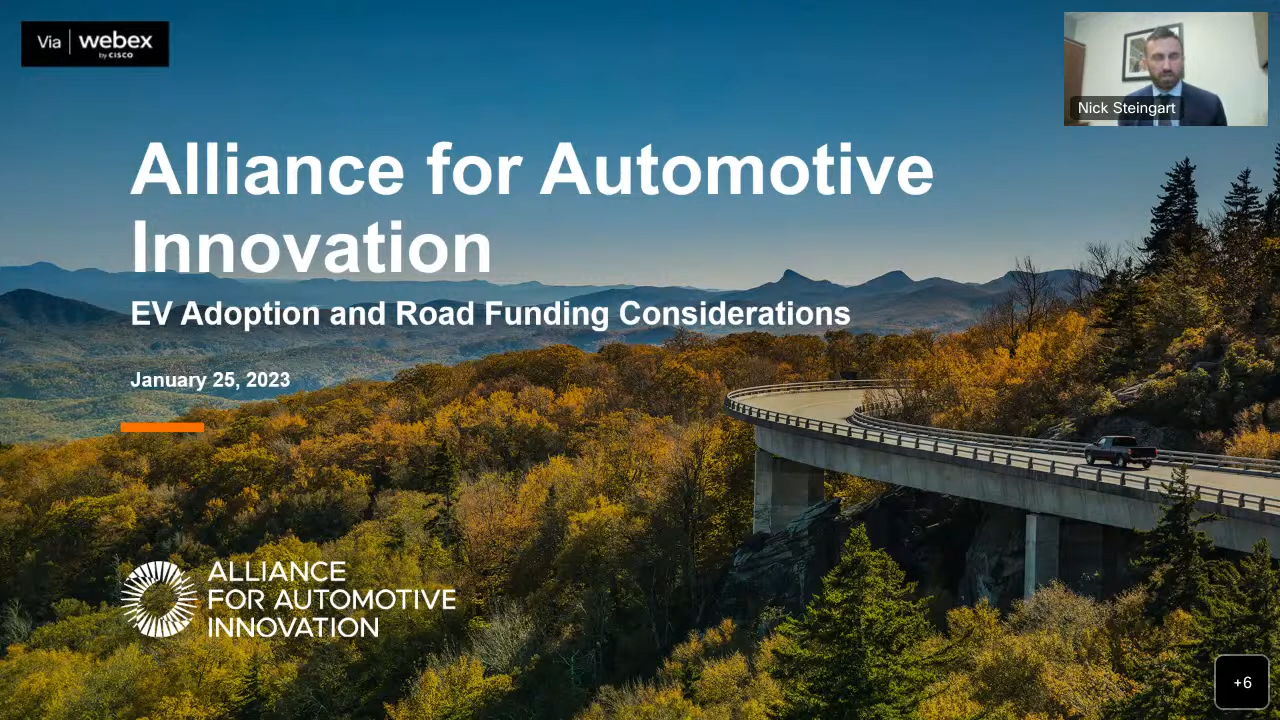 Via | webex
by CISCO
Nick Steingart
Alliance for Automotive
Innovation
EV Adoption and Road Funding Considerations
January 25, 2023
ALLIANCE
FOR AUTOMOTIVE
INNOVATION
+6